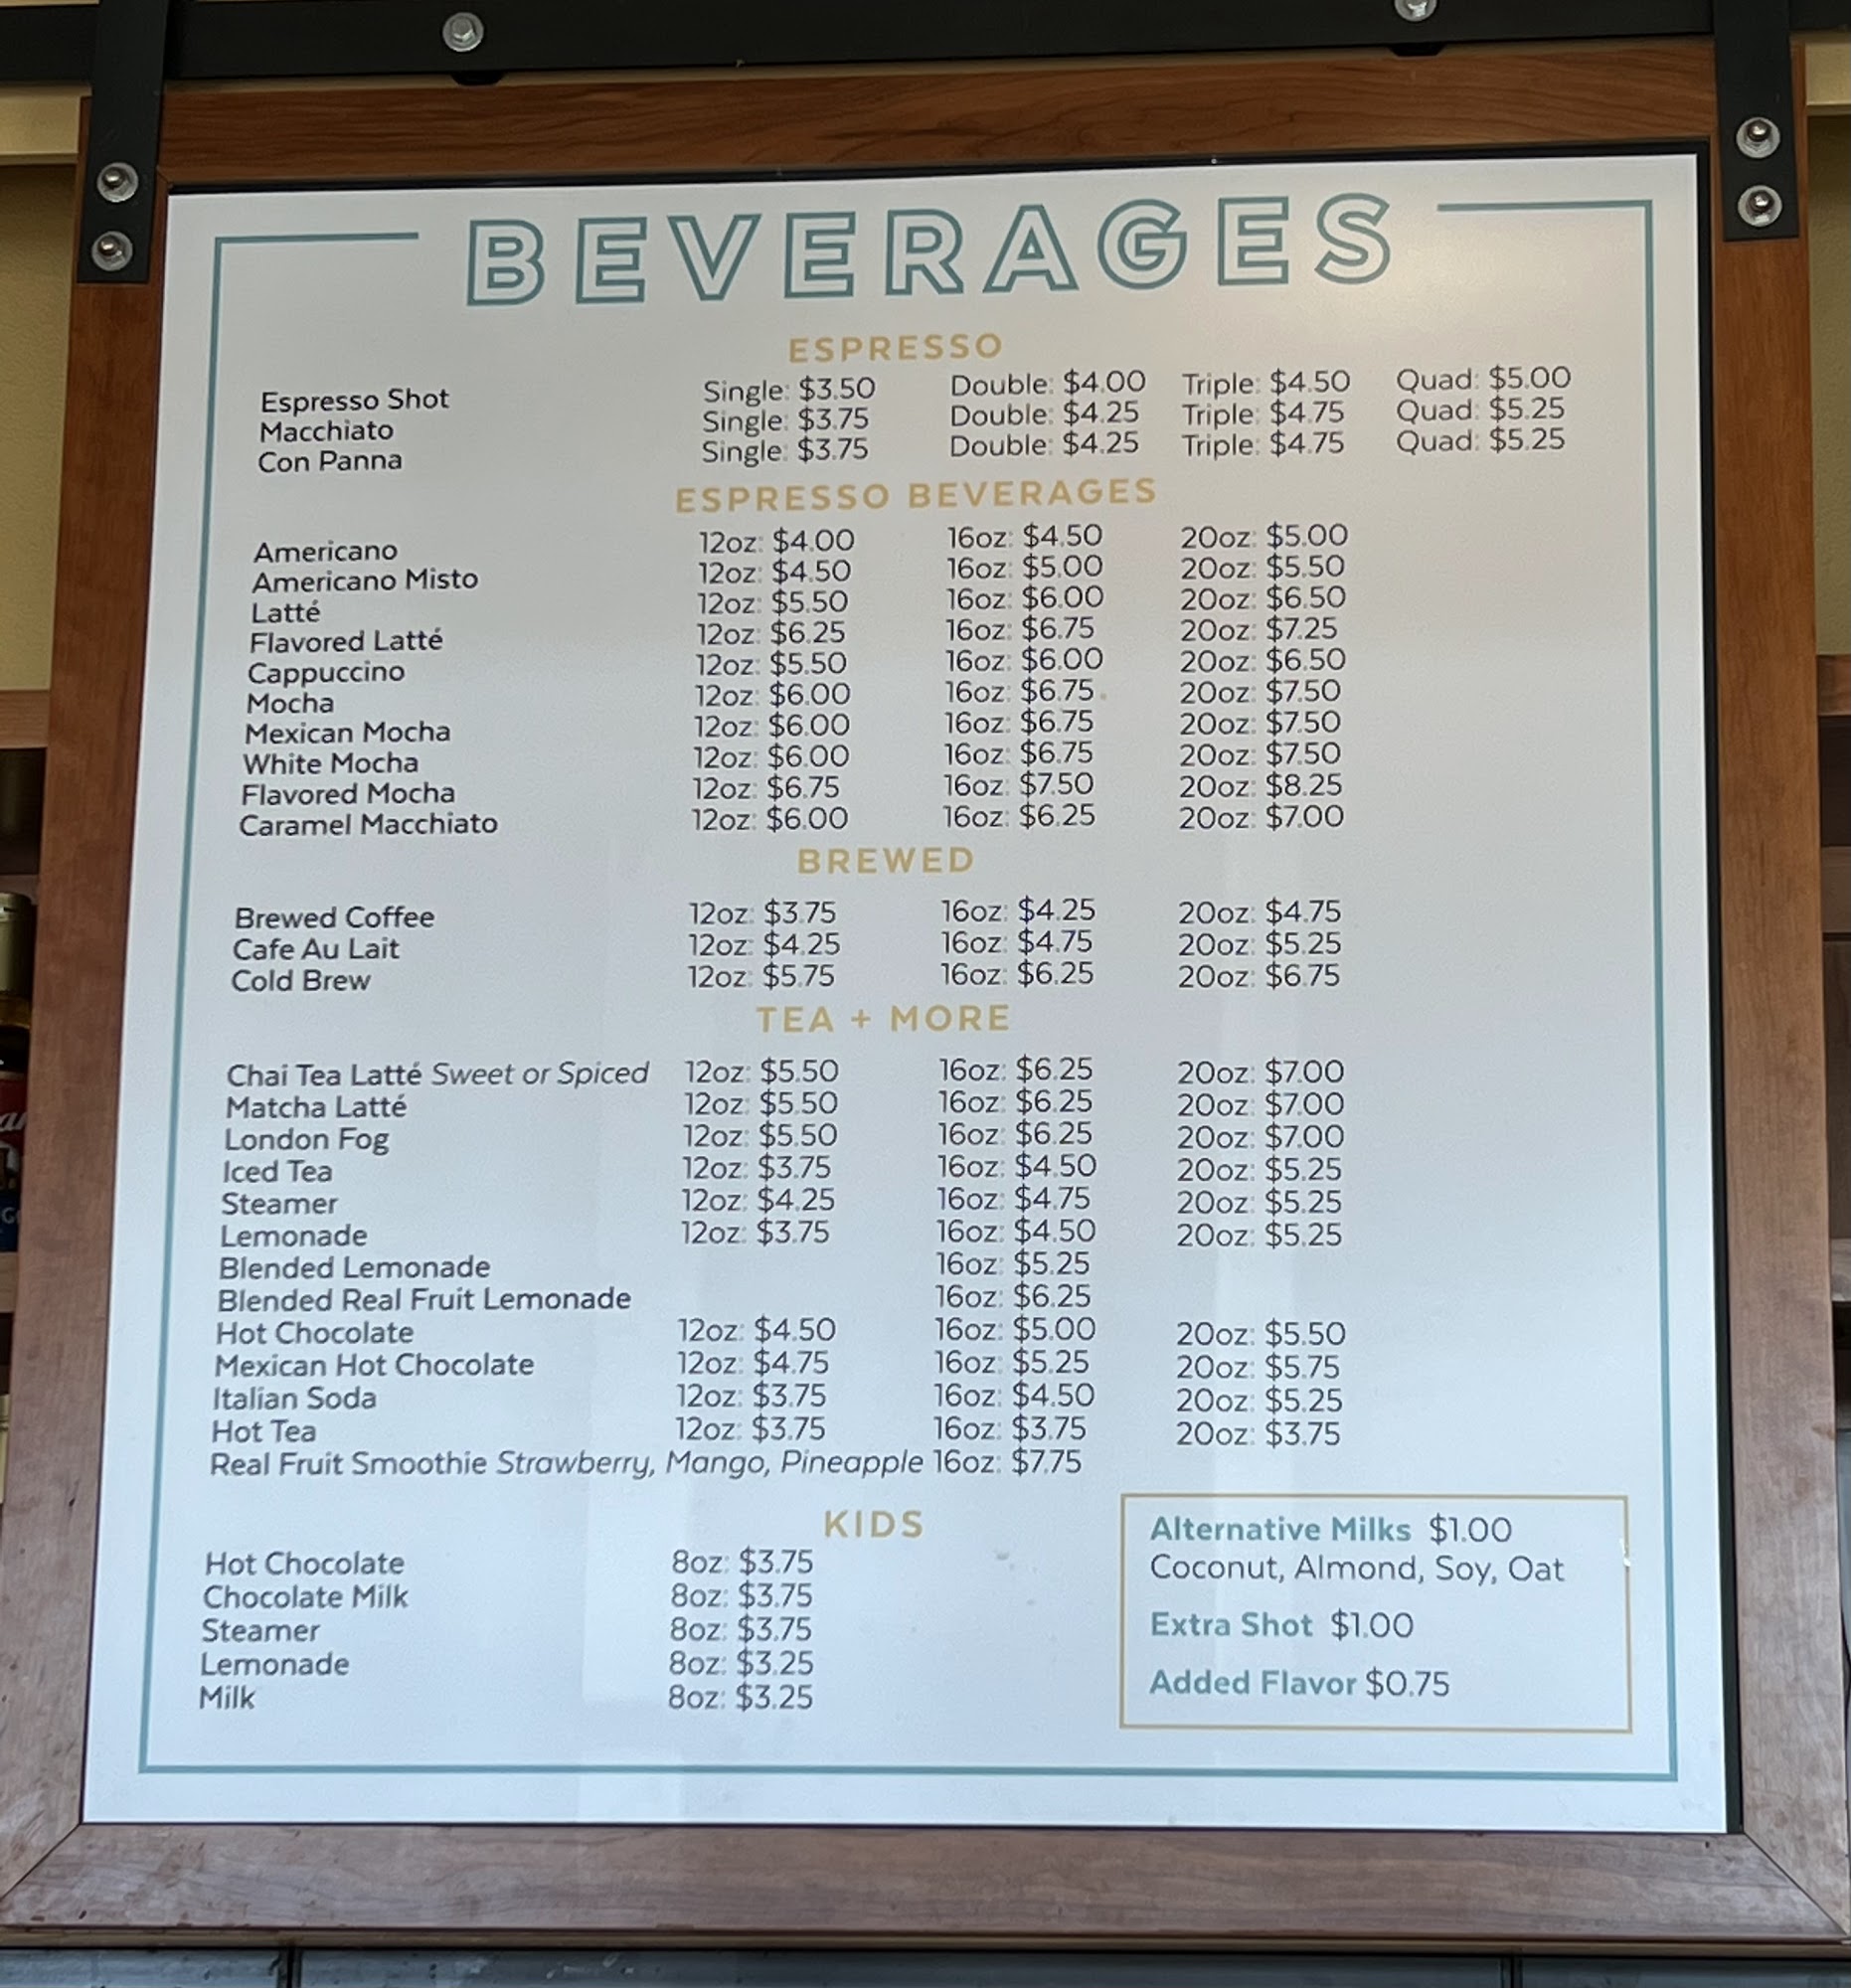 BEVERAGES
ESPRESSO
Espresso Shot Single: $3.50 Double: $4.00 Triple: $4.50 Quad: $5.00
Macchiato Single: $3.75 Double: $4.25 Triple: $4.75 Quad: $5.25
Con Panna Single: $3.75 Double: $4.25 Triple: $4.75 Quad: $5.25
ESPRESSO BEVERAGES
Americano 12oz: $4.00 16oz: $4.50 20oz: $5.00
Americano Misto 12oz: $4.50 16oz: $5.00 20oz: $5.50
Latté 12oz: $5.50 16oz: $6.00 20oz: $6.50
Flavored Latté 12oz: $6.25 16oz: $6.75 20oz: $7.25
Cappuccino 12oz: $5.50 16oz: $6.00 20oz: $6.50
Mocha 12oz: $6.00 16oz: $6.75 20oz: $7.50
Mexican Mocha 12oz: $6.00 16oz: $6.75 20oz: $7.50
White Mocha 12oz: $6.00 16oz: $6.75 20oz: $7.50
Flavored Mocha 12oz: $6.75 16oz: $7.50 20oz: $8.25
Caramel Macchiato 12oz: $6.00 16oz: $6.25 20oz: $7.00
BREWED
Brewed Coffee 12oz: $3.75 16oz: $4.25 20oz: $4.75
Cafe Au Lait 12oz: $4.25 16oz: $4.75 20oz: $5.25
Cold Brew 12oz: $5.75 16oz: $6.25 20oz: $6.75
TEA + MORE
Chai Tea Latté Sweet or Spiced 12oz: $5.50 16oz: $6.25 20oz: $7.00
Matcha Latté 12oz: $5.50 16oz: $6.25 20oz: $7.00
London Fog 12oz: $5.50 16oz: $6.25 20oz: $7.00
Iced Tea 12oz: $3.75 16oz: $4.50 20oz: $5.25
Steamer 12oz: $4.25 16oz: $4.75 20oz: $5.25
Lemonade 12oz: $3.75 16oz: $4.50 20oz: $5.25
Blended Lemonade 16oz: $5.25
Blended Real Fruit Lemonade 16oz: $6.25
Hot Chocolate 12oz: $4.50 16oz: $5.00 20oz: $5.50
Mexican Hot Chocolate 12oz: $4.75 16oz: $5.25 20oz: $5.75
Italian Soda 12oz: $3.75 16oz: $4.50 20oz: $5.25
Hot Tea 12oz: $3.75 16oz: $3.75 20oz: $3.75
Real Fruit Smoothie Strawberry, Mango, Pineapple 16oz: $7.75
KIDS
Hot Chocolate 8oz: $3.75
Chocolate Milk 8oz: $3.75
Steamer 8oz: $3.75
Lemonade 8oz: $3.25
Milk 8oz: $3.25
Alternative Milks $1.00
Coconut, Almond, Soy, Oat
Extra Shot $1.00
Added Flavor $0.75